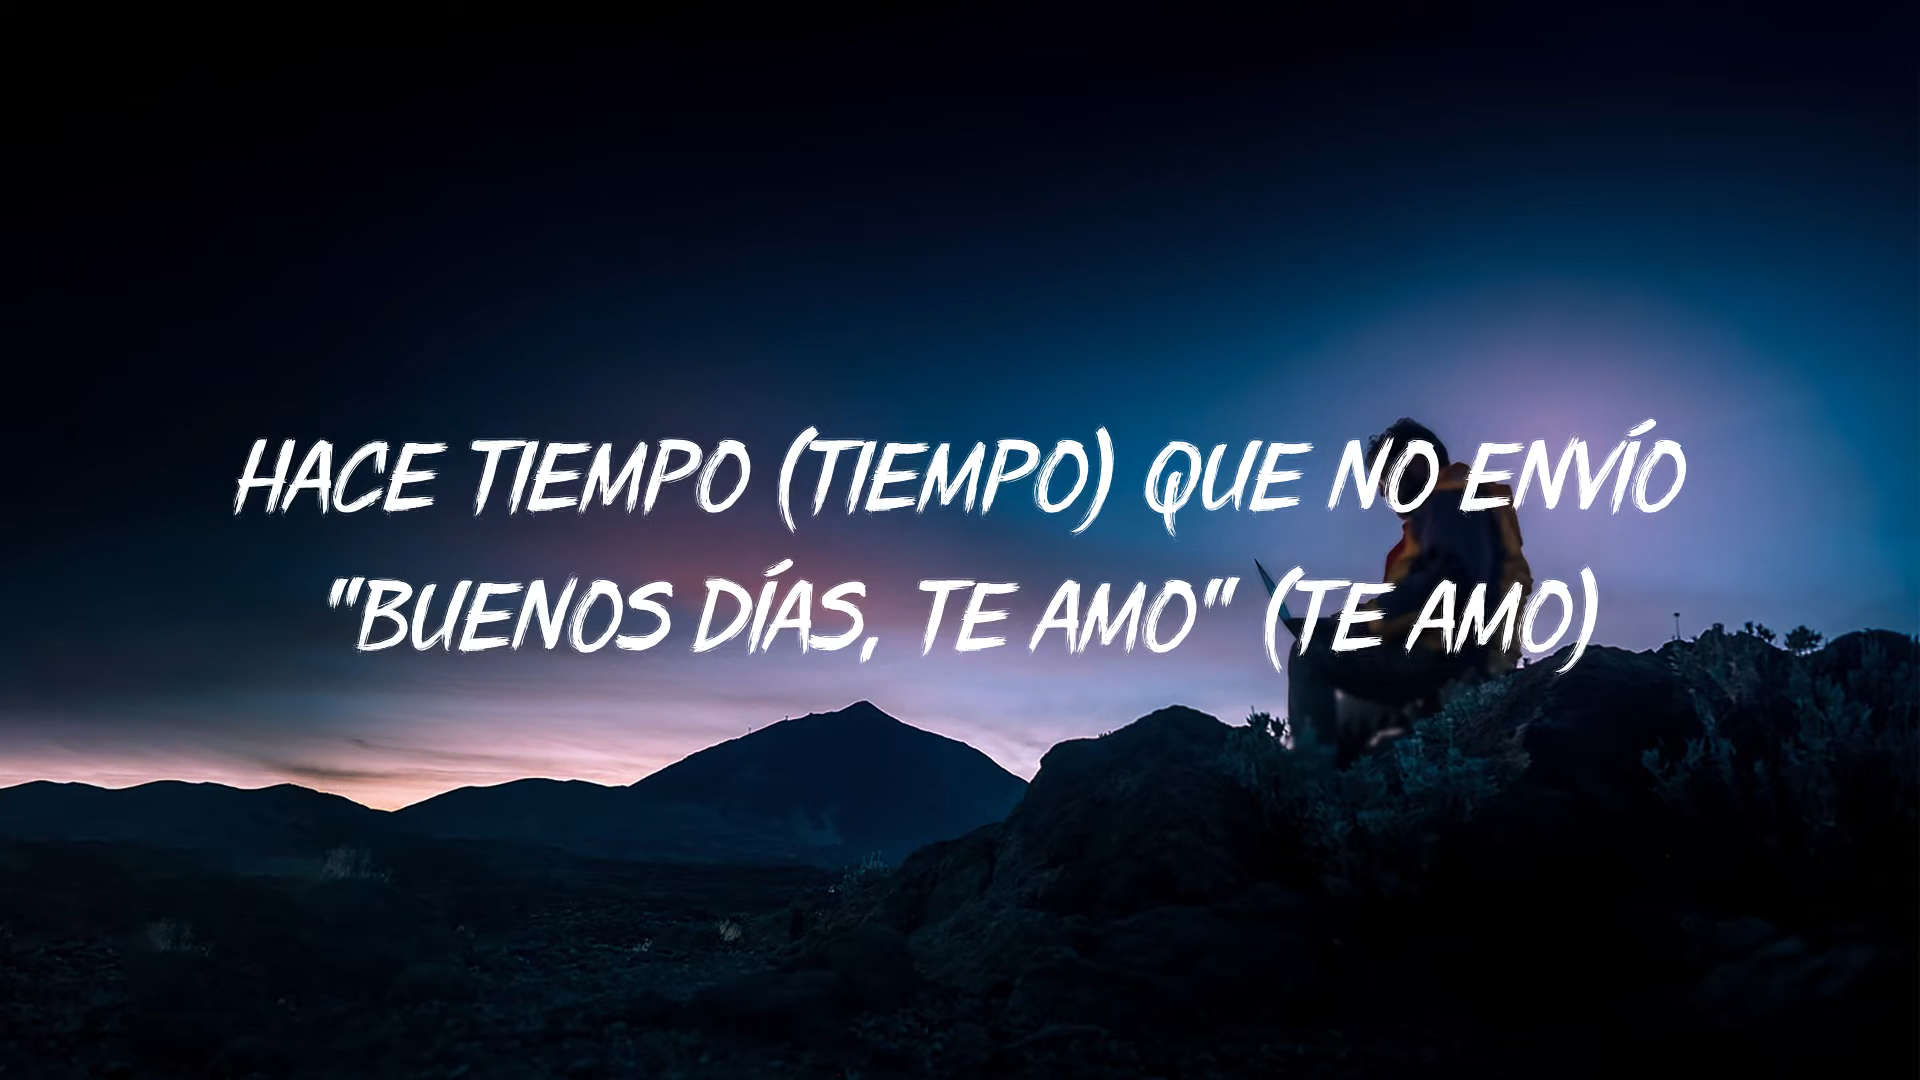 HACE TIEMPO (TIEMPO) QUE NO ENVÍO
"BUENOS DÍAS, TE AMO" (TE AMO)